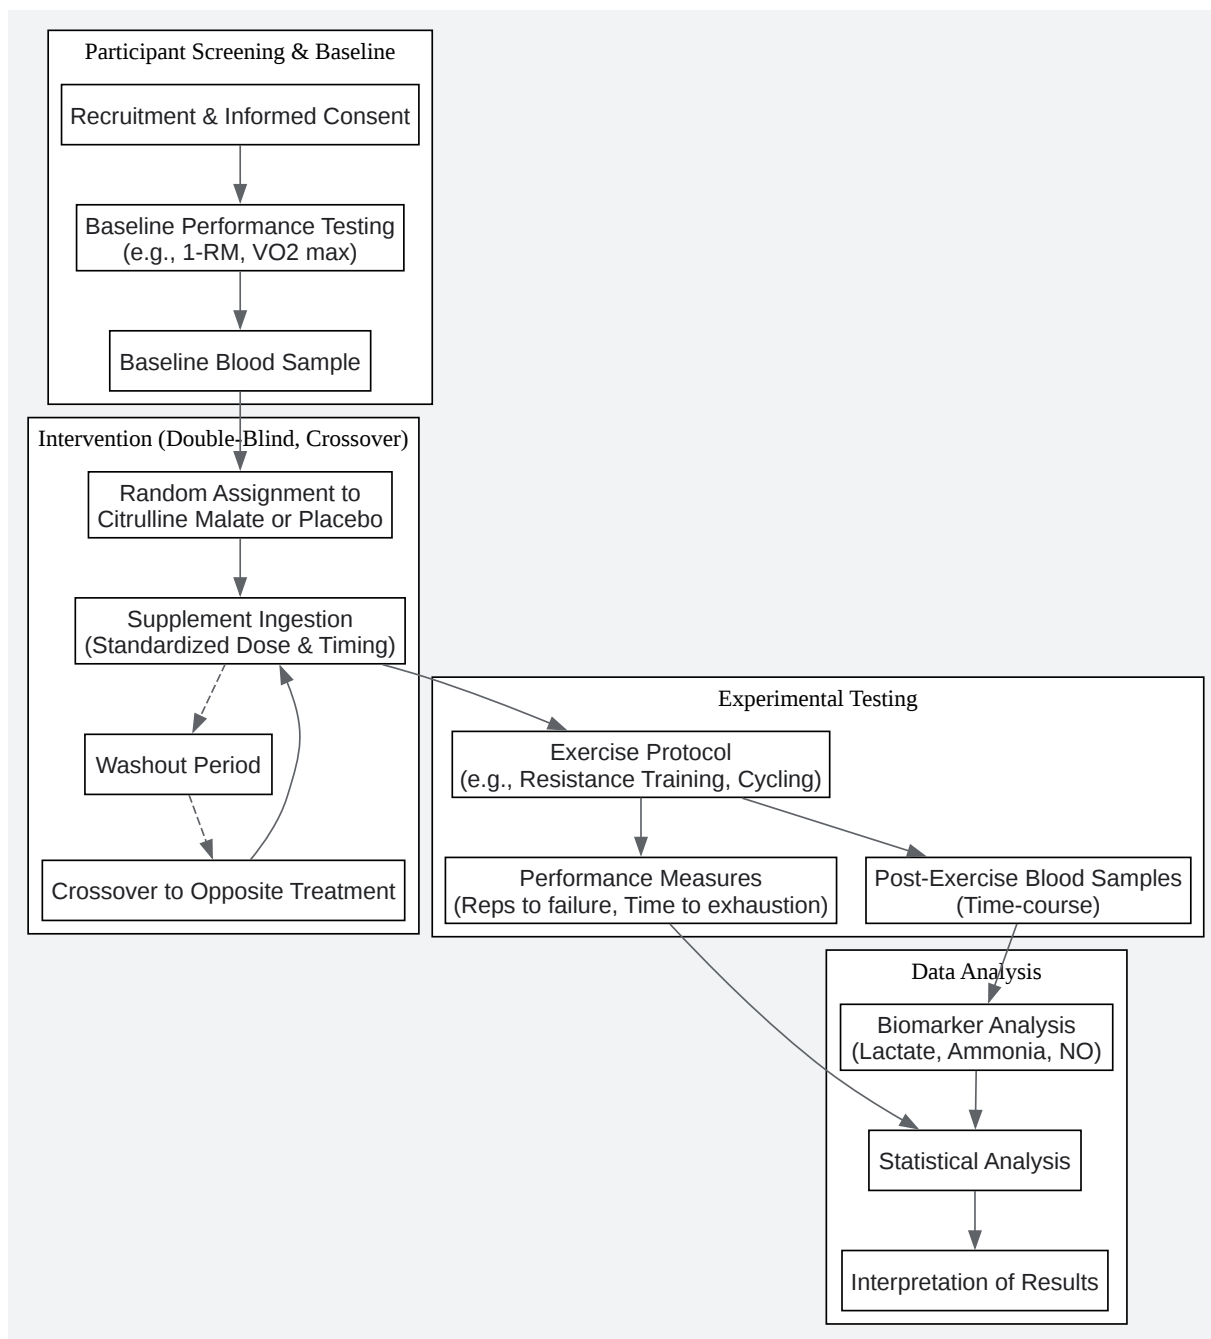 Participant Screening & Baseline
Recruitment & Informed Consent
Baseline Performance Testing
(e.g., 1-RM, VO2 max)
Baseline Blood Sample
Intervention (Double-Blind, Crossover)
Random Assignment to
Citrulline Malate or Placebo
Supplement Ingestion
(Standardized Dose & Timing)
Washout Period
Crossover to Opposite Treatment
Experimental Testing
Exercise Protocol
(e.g., Resistance Training, Cycling)
Performance Measures
(Reps to failure, Time to exhaustion)
Post-Exercise Blood Samples
(Time-course)
Data Analysis
Biomarker Analysis
(Lactate, Ammonia, NO)
Statistical Analysis
Interpretation of Results